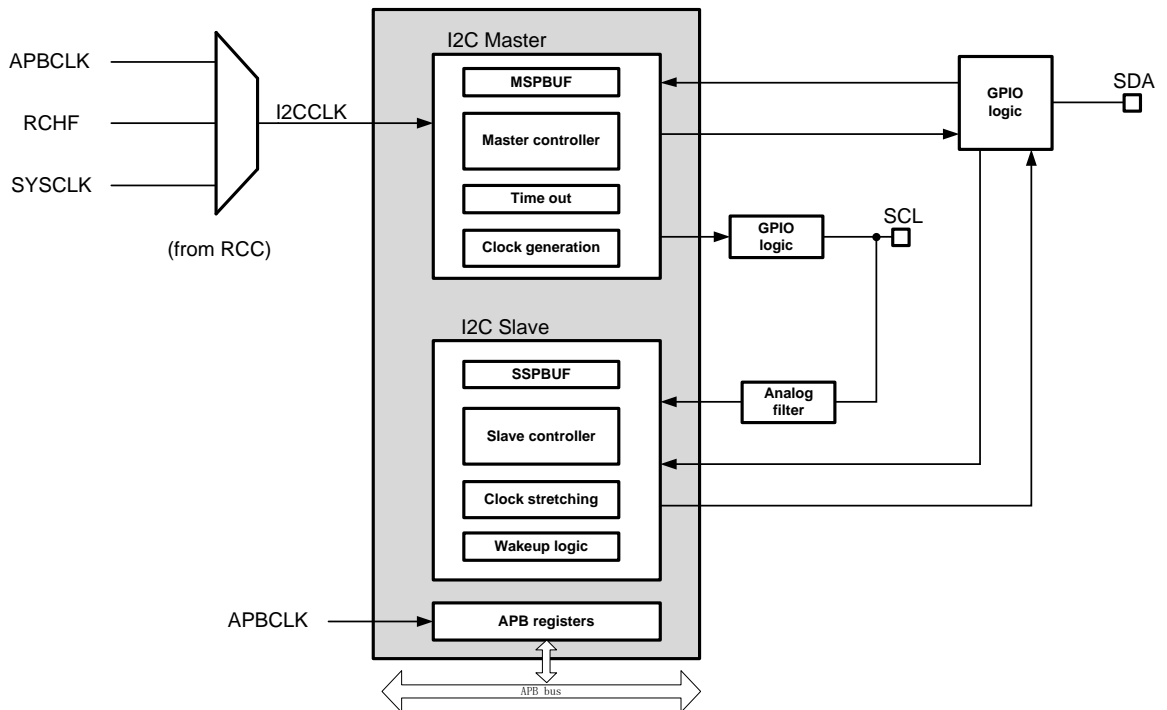 I2C Master
APBCLK
RCHF
SYSCLK
I2CCLK
(from RCC)
MSPBUF
Master controller
Time out
Clock generation
GPIO
logic
SDA
GPIO
logic
SCL
I2C Slave
SSPBUF
Slave controller
Clock stretching
Wakeup logic
Analog
filter
APBCLK
APB registers
APB bus